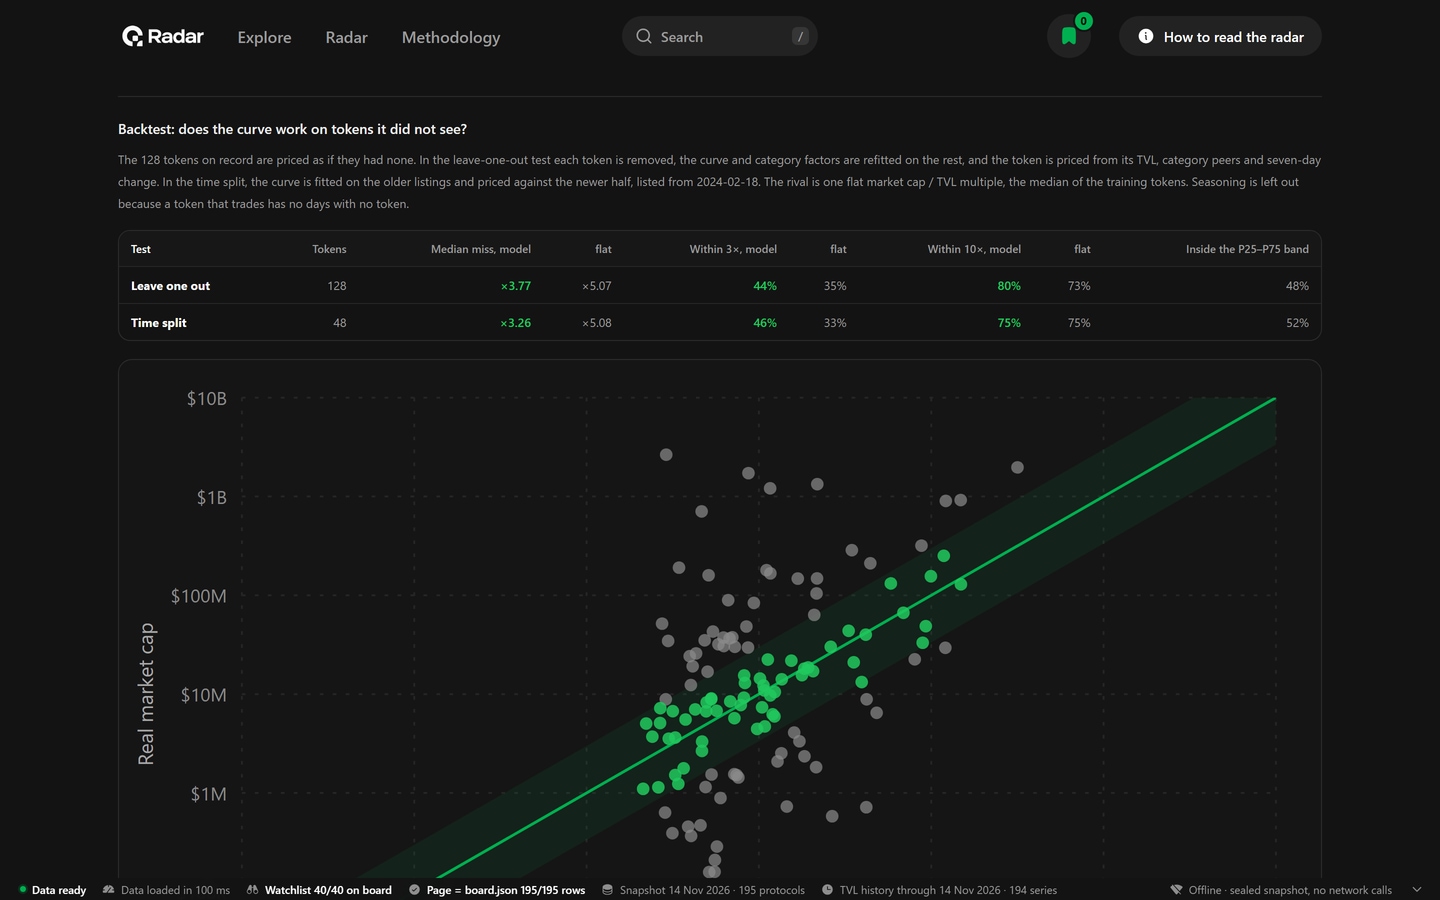 Radar
Explore
Radar
Methodology
Search
/
0
How to read the radar
Backtest: does the curve work on tokens it did not see?
The 128 tokens on record are priced as if they had none. In the leave-one-out test each token is removed, the curve and category factors are refitted on the rest, and the token is priced from its TVL, category peers and seven-day
change. In the time split, the curve is fitted on the older listings and priced against the newer half, listed from 2024-02-18. The rival is one flat market cap / TVL multiple, the median of the training tokens. Seasoning is left out
because a token that trades has no days with no token.
Test Tokens Median miss, model flat Within 3×, model flat Within 10×, model flat Inside the P25–P75 band
Leave one out 128 ×3.77 ×5.07 44% 35% 80% 73% 48%
Time split 48 ×3.26 ×5.08 46% 33% 75% 75% 52%
$10B
$1B
$100M
$10M
$1M
Real market cap
Data ready
Data loaded in 100 ms
Watchlist 40/40 on board
Page = board.json 195/195 rows
Snapshot 14 Nov 2026 · 195 protocols
TVL history through 14 Nov 2026 · 194 series
Offline · sealed snapshot, no network calls